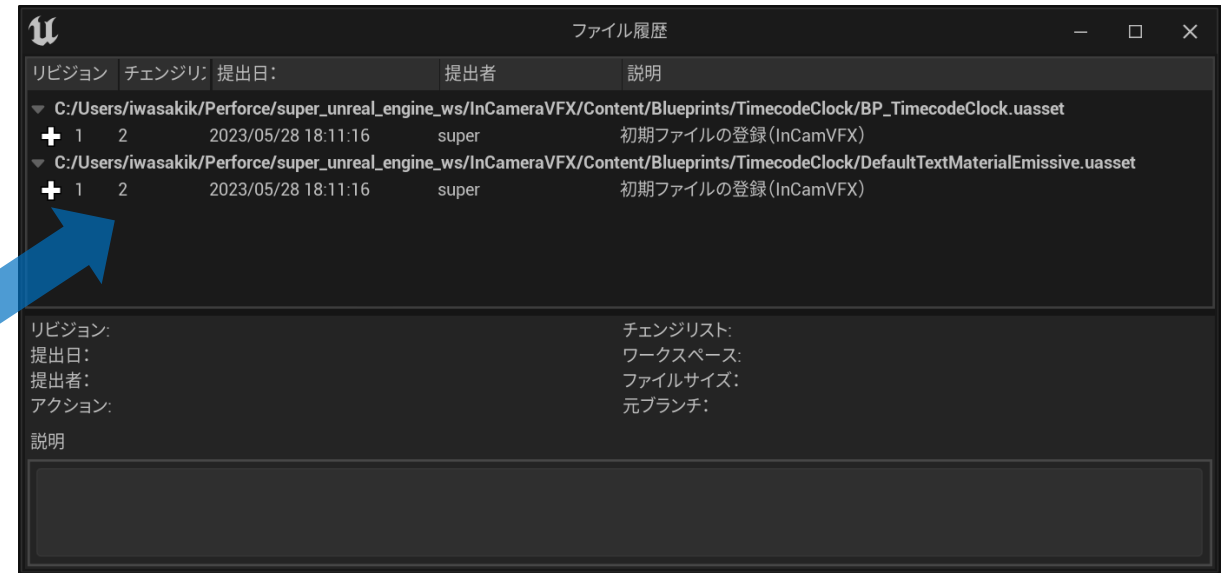 ファイル履歴
リビジョン チェンジリス 提出日: 提出者 説明
C:/Users/iwasakik/Perforce/super_unreal_engine_ws/InCameraVFX/Content/Blueprints/TimecodeClock/BP_TimecodeClock.uasset
1 2 2023/05/28 18:11:16 super 初期ファイルの登録(InCamVFX)
C:/Users/iwasakik/Perforce/super_unreal_engine_ws/InCameraVFX/Content/Blueprints/TimecodeClock/DefaultTextMaterialEmissive.uasset
1 2 2023/05/28 18:11:16 super 初期ファイルの登録(InCamVFX)
リビジョン: チェンジリスト:
提出日: ワークスペース:
提出者: ファイルサイズ:
アクション: 元ブランチ:
説明